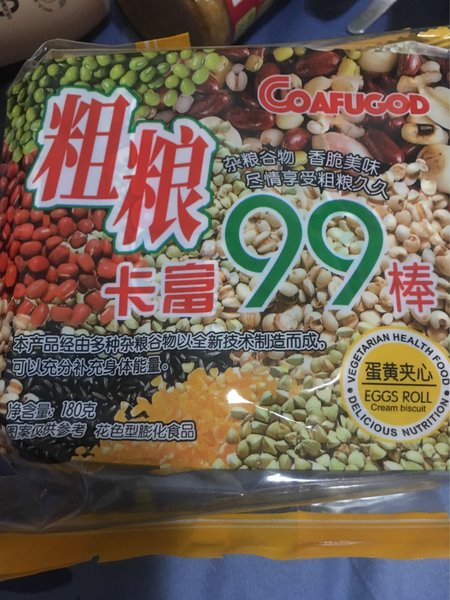 COAFUGOD
粗粮
杂粮谷物 香脆美味
尽情享受粗粮久久
卡富99棒
本产品经由多种杂粮谷物以全新技术制造而成,
可以充分补充身体能量。
净含量: 180克
图案仅供参考 花色型膨化食品
VEGETARIAN HEALTH FOOD
蛋黄夹心
EGGS ROLL
Cream biscuit
DELICIOUS NUTRITION